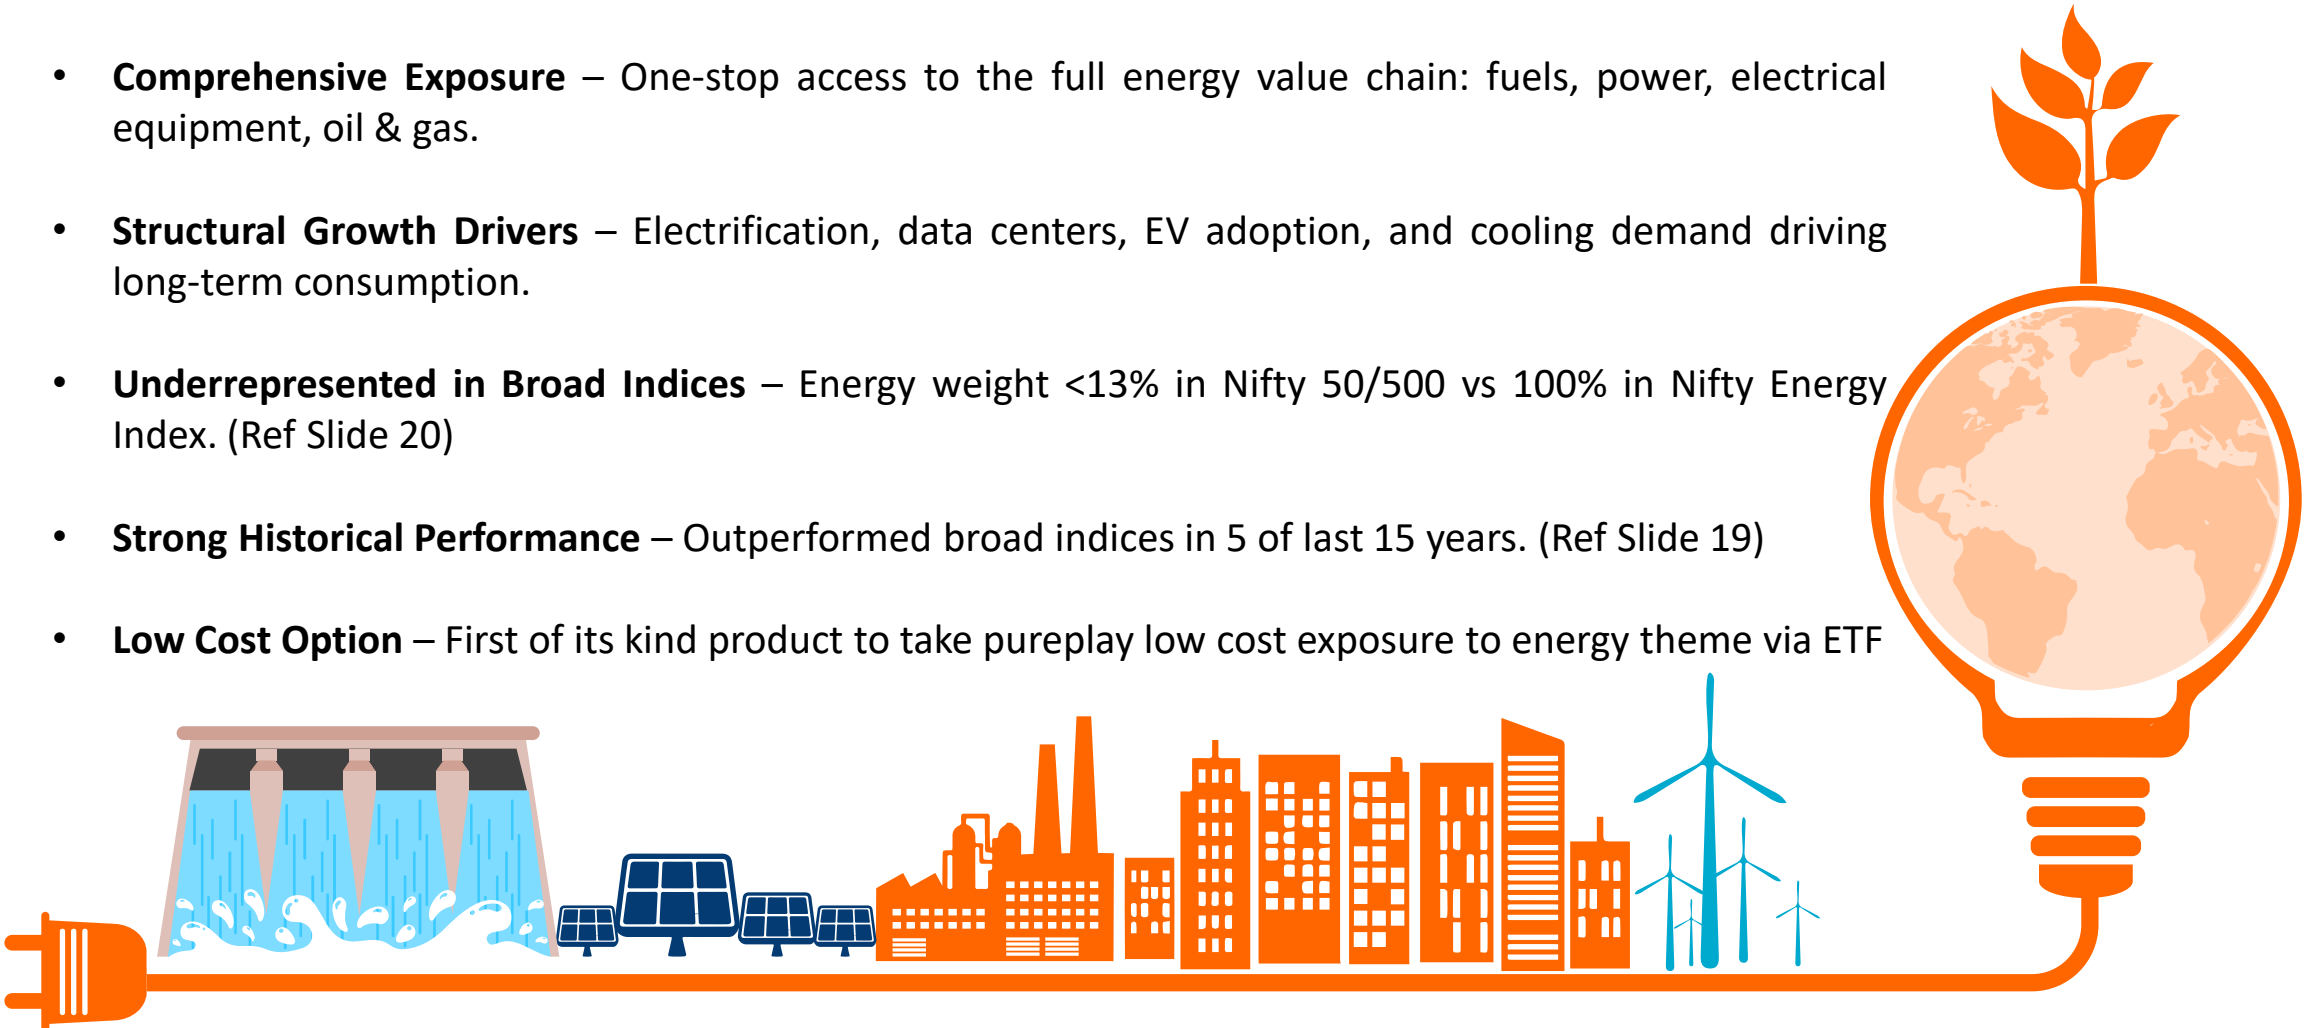 • Comprehensive Exposure – One-stop access to the full energy value chain: fuels, power, electrical
equipment, oil & gas.
• Structural Growth Drivers – Electrification, data centers, EV adoption, and cooling demand driving
long-term consumption.
• Underrepresented in Broad Indices – Energy weight <13% in Nifty 50/500 vs 100% in Nifty Energy
Index. (Ref Slide 20)
• Strong Historical Performance – Outperformed broad indices in 5 of last 15 years. (Ref Slide 19)
• Low Cost Option – First of its kind product to take pureplay low cost exposure to energy theme via ETF